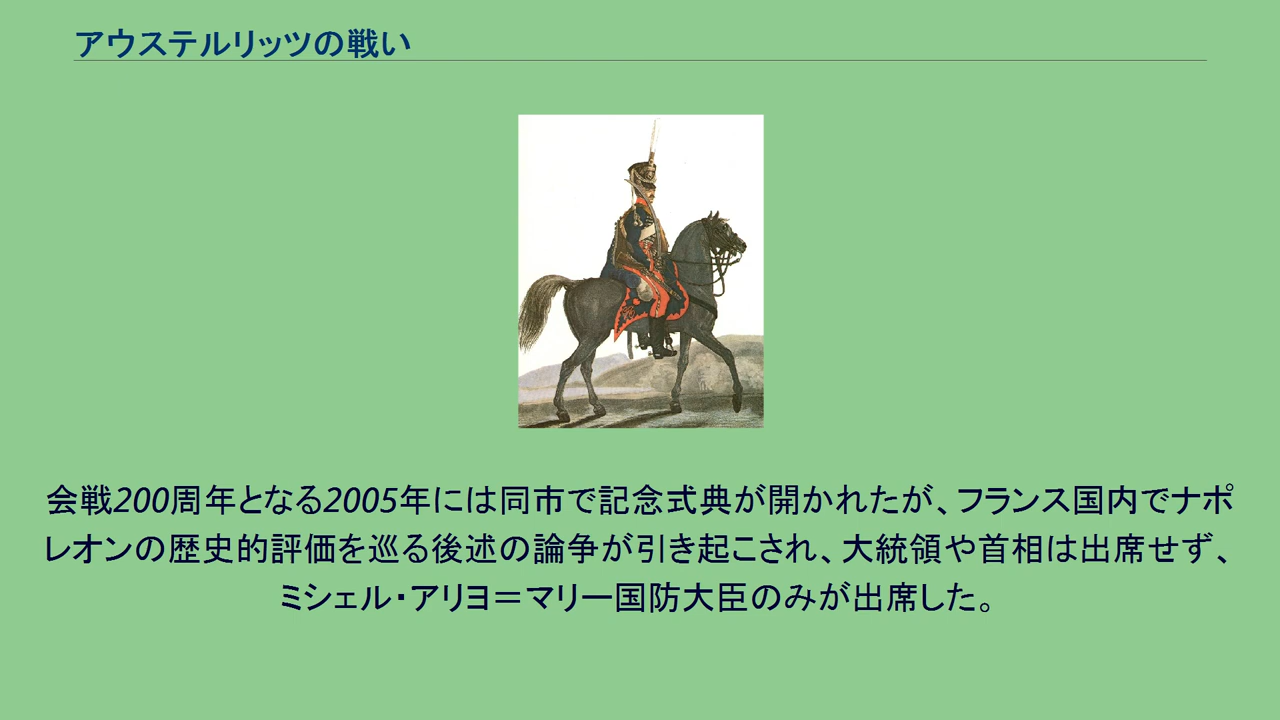 アウステルリッツの戦い
会戦200周年となる2005年には同市で記念式典が開かれたが、フランス国内でナポ
レオンの歴史的評価を巡る後述の論争が引き起こされ、大統領や首相は出席せず、
ミシェル・アリヨ＝マリー国防大臣のみが出席した。